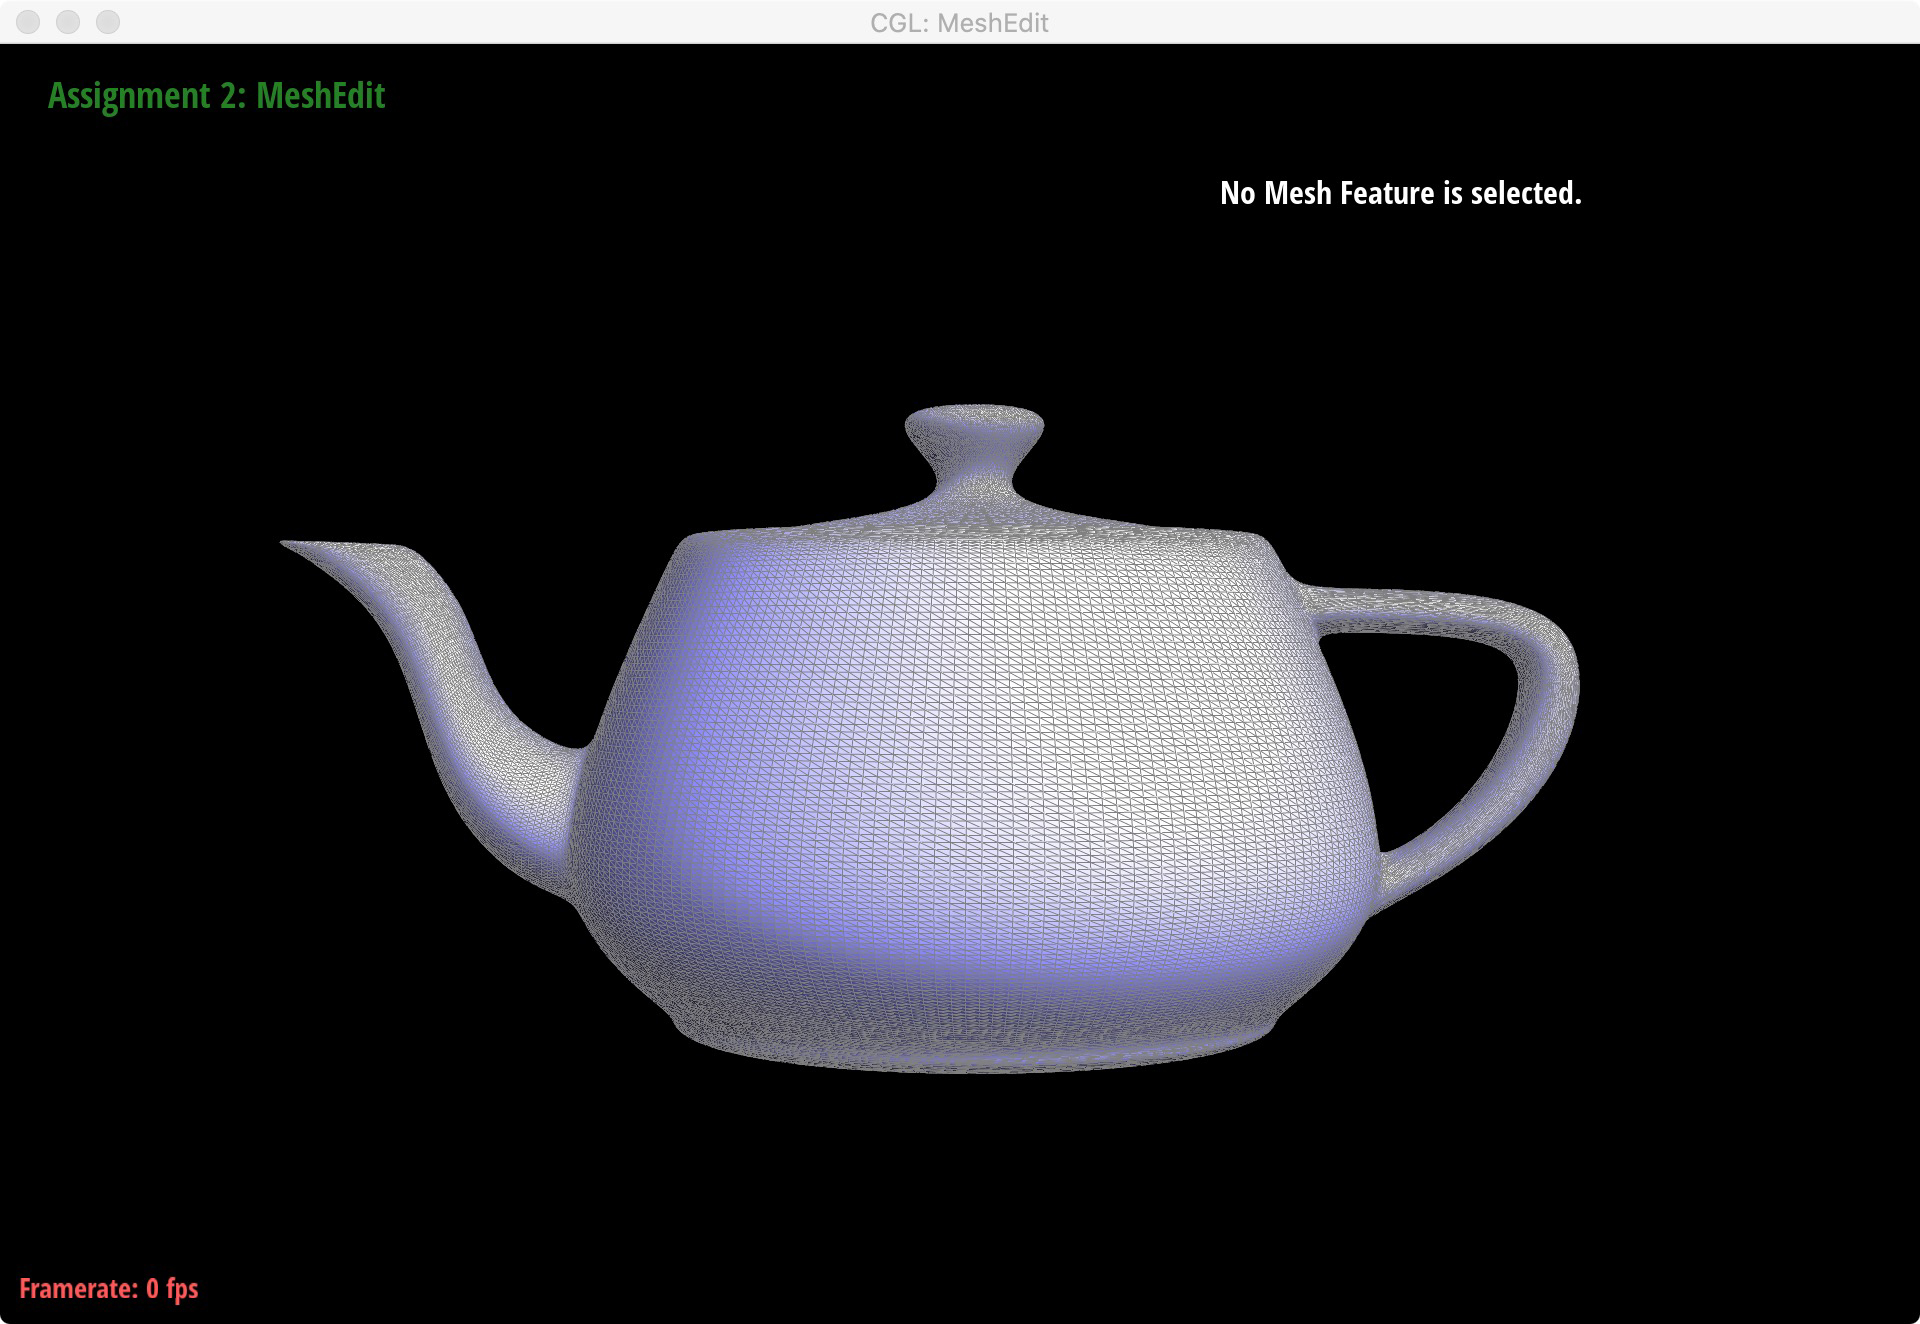 CGL: MeshEdit
Assignment 2: MeshEdit
No Mesh Feature is selected.
Framerate: 0 fps